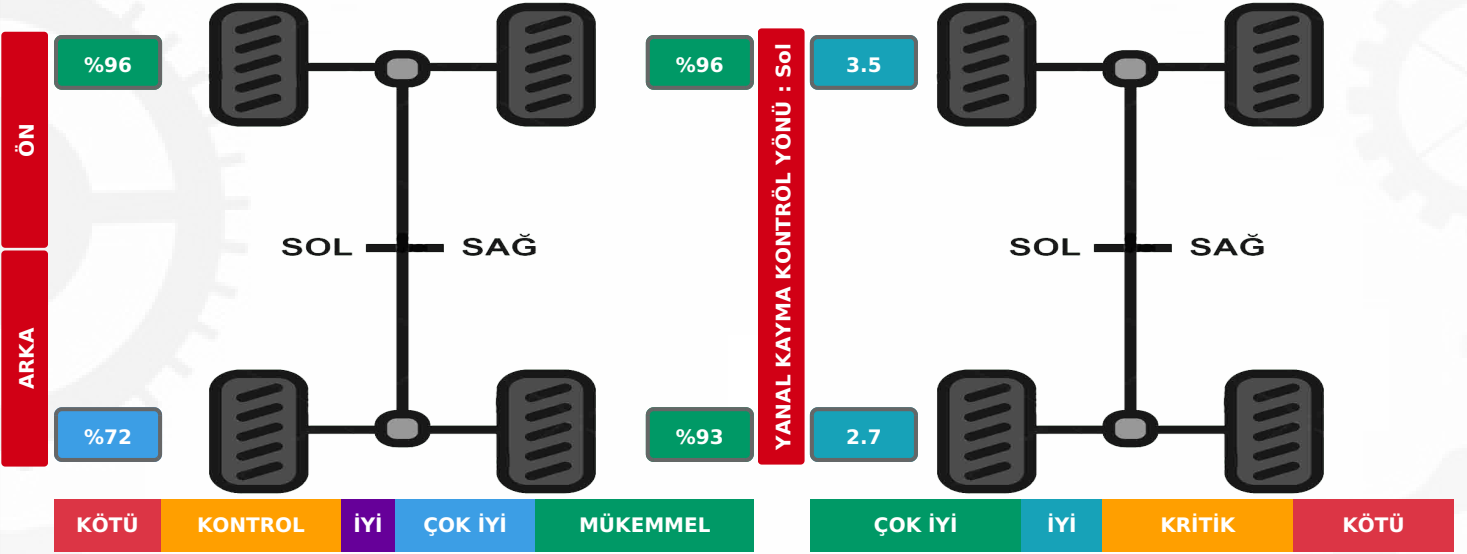 ÖN
%96
%96
SOL
SAĞ
ARKA
%72
%93
KÖTÜ
KONTROL
İYİ
ÇOK İYİ
MÜKEMMEL
YANAL KAYMA KONTRÖL YÖNÜ : Sol
3.5
SOL
SAĞ
2.7
ÇOK İYİ
İYİ
KRİTİK
KÖTÜ